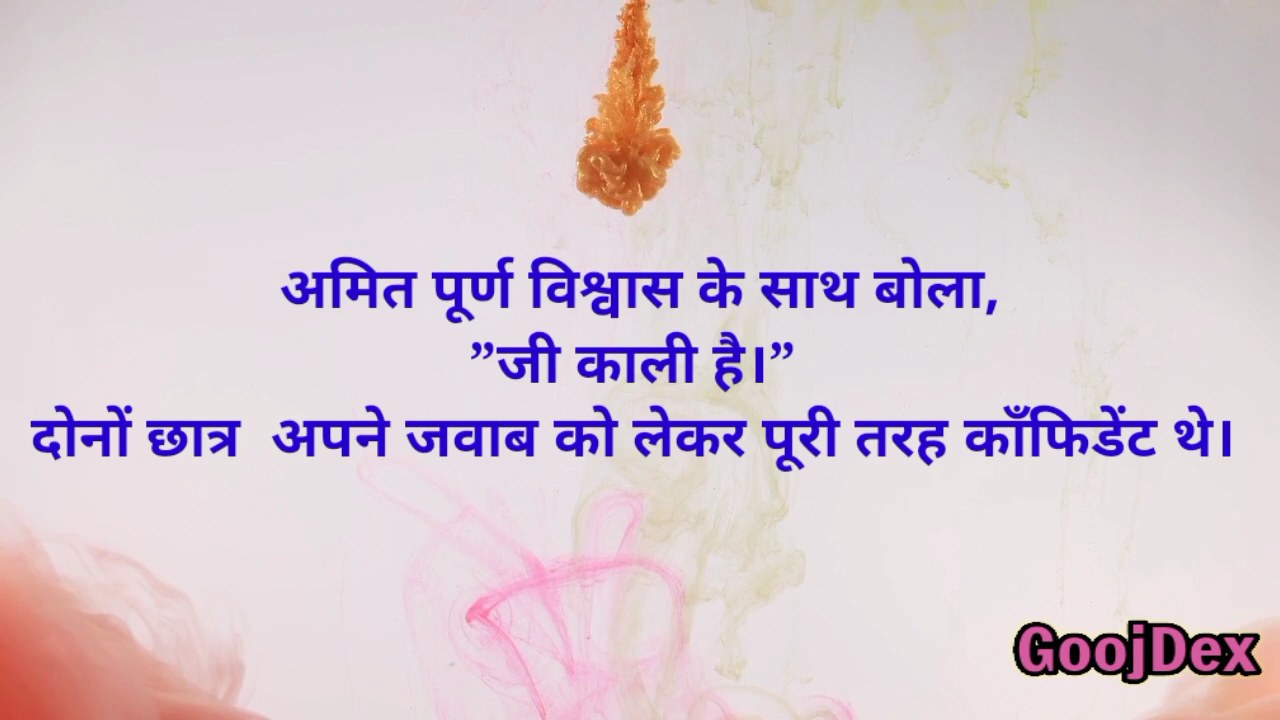 अमित पूर्ण विश्वास के साथ बोला,
”जी काली है।”
दोनों छात्र  अपने जवाब को लेकर पूरी तरह काँफिडेंट थे।
GoojDex